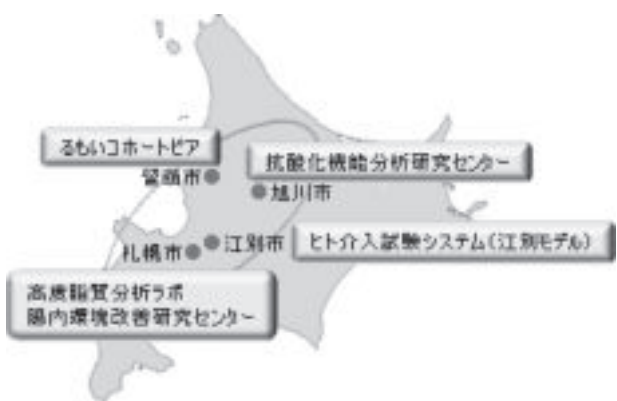 るもいコホートピア
抗酸化機能分析研究センター
留萌市
旭川市
江別市
ヒト介入試験システム(江別モデル)
札幌市
高度脂質分析ラボ
腸内環境改善研究センター